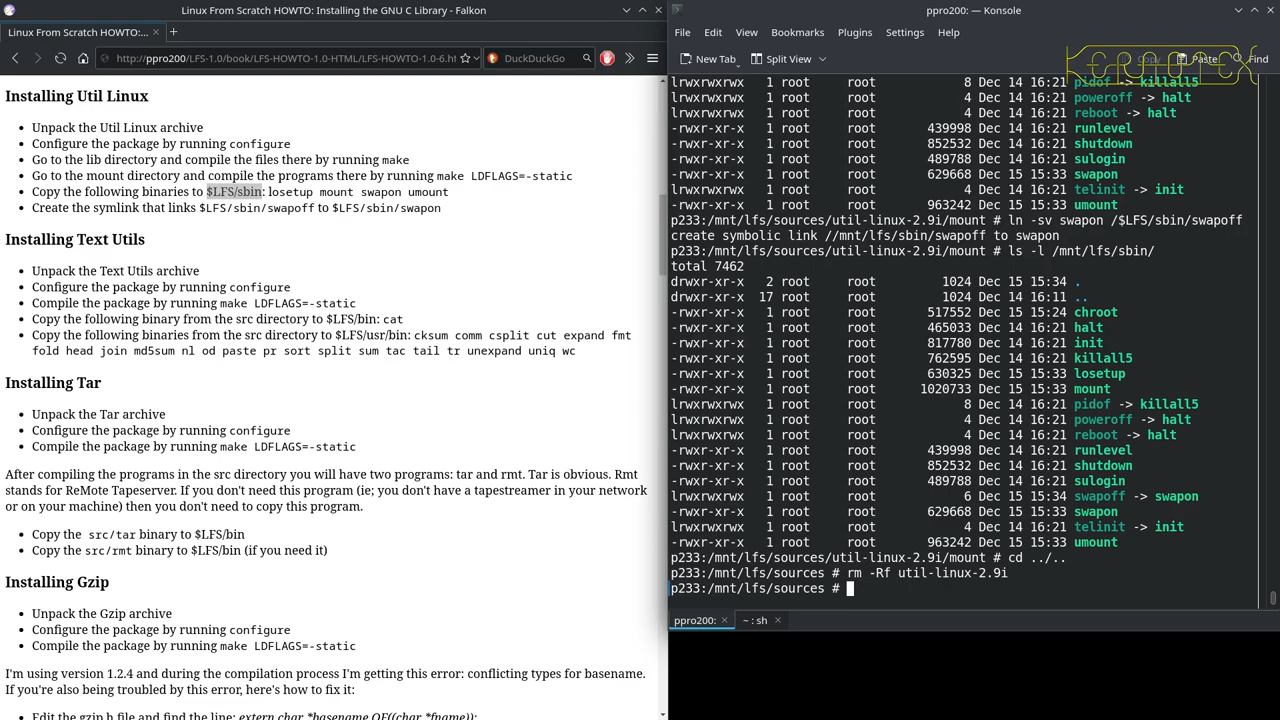 Linux From Scratch HOWTO: Installing the GNU C Library - Falkon
Linux From Scratch HOWTO:...
http://ppro200/LFS-1.0/book/LFS-HOWTO-1.0-HTML/LFS-HOWTO-1.0-6.h
DuckDuckGo
Installing Util Linux
Unpack the Util Linux archive
Configure the package by running configure
Go to the lib directory and compile the files there by running make
Go to the mount directory and compile the programs there by running make LDFLAGS=-static
Copy the following binaries to $LFS/sbin: losetup mount swapon umount
Create the symlink that links $LFS/sbin/swapoff to $LFS/sbin/swapon
Installing Text Utils
Unpack the Text Utils archive
Configure the package by running configure
Compile the package by running make LDFLAGS=-static
Copy the following binary from the src directory to $LFS/bin: cat
Copy the following binaries from the src directory to $LFS/usr/bin: cksum comm csplit cut expand fmt
fold head join md5sum nl od paste pr sort split sum tac tail tr unexpand uniq wc
Installing Tar
Unpack the Tar archive
Configure the package by running configure
Compile the package by running make LDFLAGS=-static
After compiling the programs in the src directory you will have two programs: tar and rmt. Tar is obvious. Rmt
stands for ReMote Tapeserver. If you don't need this program (ie; you don't have a tapestreamer in your network
or on your machine) then you don't need to copy this program.
Copy the src/tar binary to $LFS/bin
Copy the src/rmt binary to $LFS/bin (if you need it)
Installing Gzip
Unpack the Gzip archive
Configure the package by running configure
Compile the package by running make LDFLAGS=-static
I'm using version 1.2.4 and during the compilation process I'm getting this error: conflicting types for basename.
If you're also being troubled by this error, here's how to fix it:
Edit the gzip.h file and find the line: extern char *basename OF((char *fname));
ppro200: — Konsole
File Edit View Bookmarks Plugins Settings Help
New Tab Split View Copy Paste Find
lrwxrwxrwx 1 root root 8 Dec 14 16:21 pidof -> killall5
lrwxrwxrwx 1 root root 4 Dec 14 16:21 poweroff -> halt
lrwxrwxrwx 1 root root 4 Dec 14 16:21 reboot -> halt
-rwxr-xr-x 1 root root 439998 Dec 14 16:21 runlevel
-rwxr-xr-x 1 root root 852532 Dec 14 16:21 shutdown
-rwxr-xr-x 1 root root 489788 Dec 14 16:21 sulogin
-rwxr-xr-x 1 root root 629668 Dec 15 15:33 swapon
lrwxrwxrwx 1 root root 4 Dec 14 16:21 telinit -> init
-rwxr-xr-x 1 root root 963242 Dec 15 15:33 umount
p233:/mnt/lfs/sources/util-linux-2.9i/mount # ln -sv swapon /$LFS/sbin/swapoff
create symbolic link //mnt/lfs/sbin/swapoff to swapon
p233:/mnt/lfs/sources/util-linux-2.9i/mount # ls -l /mnt/lfs/sbin/
total 7462
drwxr-xr-x 2 root root 1024 Dec 15 15:34 .
drwxr-xr-x 17 root root 1024 Dec 14 16:11 ..
-rwxr-xr-x 1 root root 517552 Dec 15 15:24 chroot
-rwxr-xr-x 1 root root 465033 Dec 14 16:21 halt
-rwxr-xr-x 1 root root 817780 Dec 14 16:21 init
-rwxr-xr-x 1 root root 762595 Dec 14 16:21 killall5
-rwxr-xr-x 1 root root 630325 Dec 15 15:33 losetup
-rwxr-xr-x 1 root root 1020733 Dec 15 15:33 mount
lrwxrwxrwx 1 root root 8 Dec 14 16:21 pidof -> killall5
lrwxrwxrwx 1 root root 4 Dec 14 16:21 poweroff -> halt
lrwxrwxrwx 1 root root 4 Dec 14 16:21 reboot -> halt
-rwxr-xr-x 1 root root 439998 Dec 14 16:21 runlevel
-rwxr-xr-x 1 root root 852532 Dec 14 16:21 shutdown
-rwxr-xr-x 1 root root 489788 Dec 14 16:21 sulogin
lrwxrwxrwx 1 root root 6 Dec 15 15:34 swapoff -> swapon
-rwxr-xr-x 1 root root 629668 Dec 15 15:33 swapon
lrwxrwxrwx 1 root root 4 Dec 14 16:21 telinit -> init
-rwxr-xr-x 1 root root 963242 Dec 15 15:33 umount
p233:/mnt/lfs/sources/util-linux-2.9i/mount # cd ../..
p233:/mnt/lfs/sources # rm -Rf util-linux-2.9i
p233:/mnt/lfs/sources #
ppro200:
~ : sh